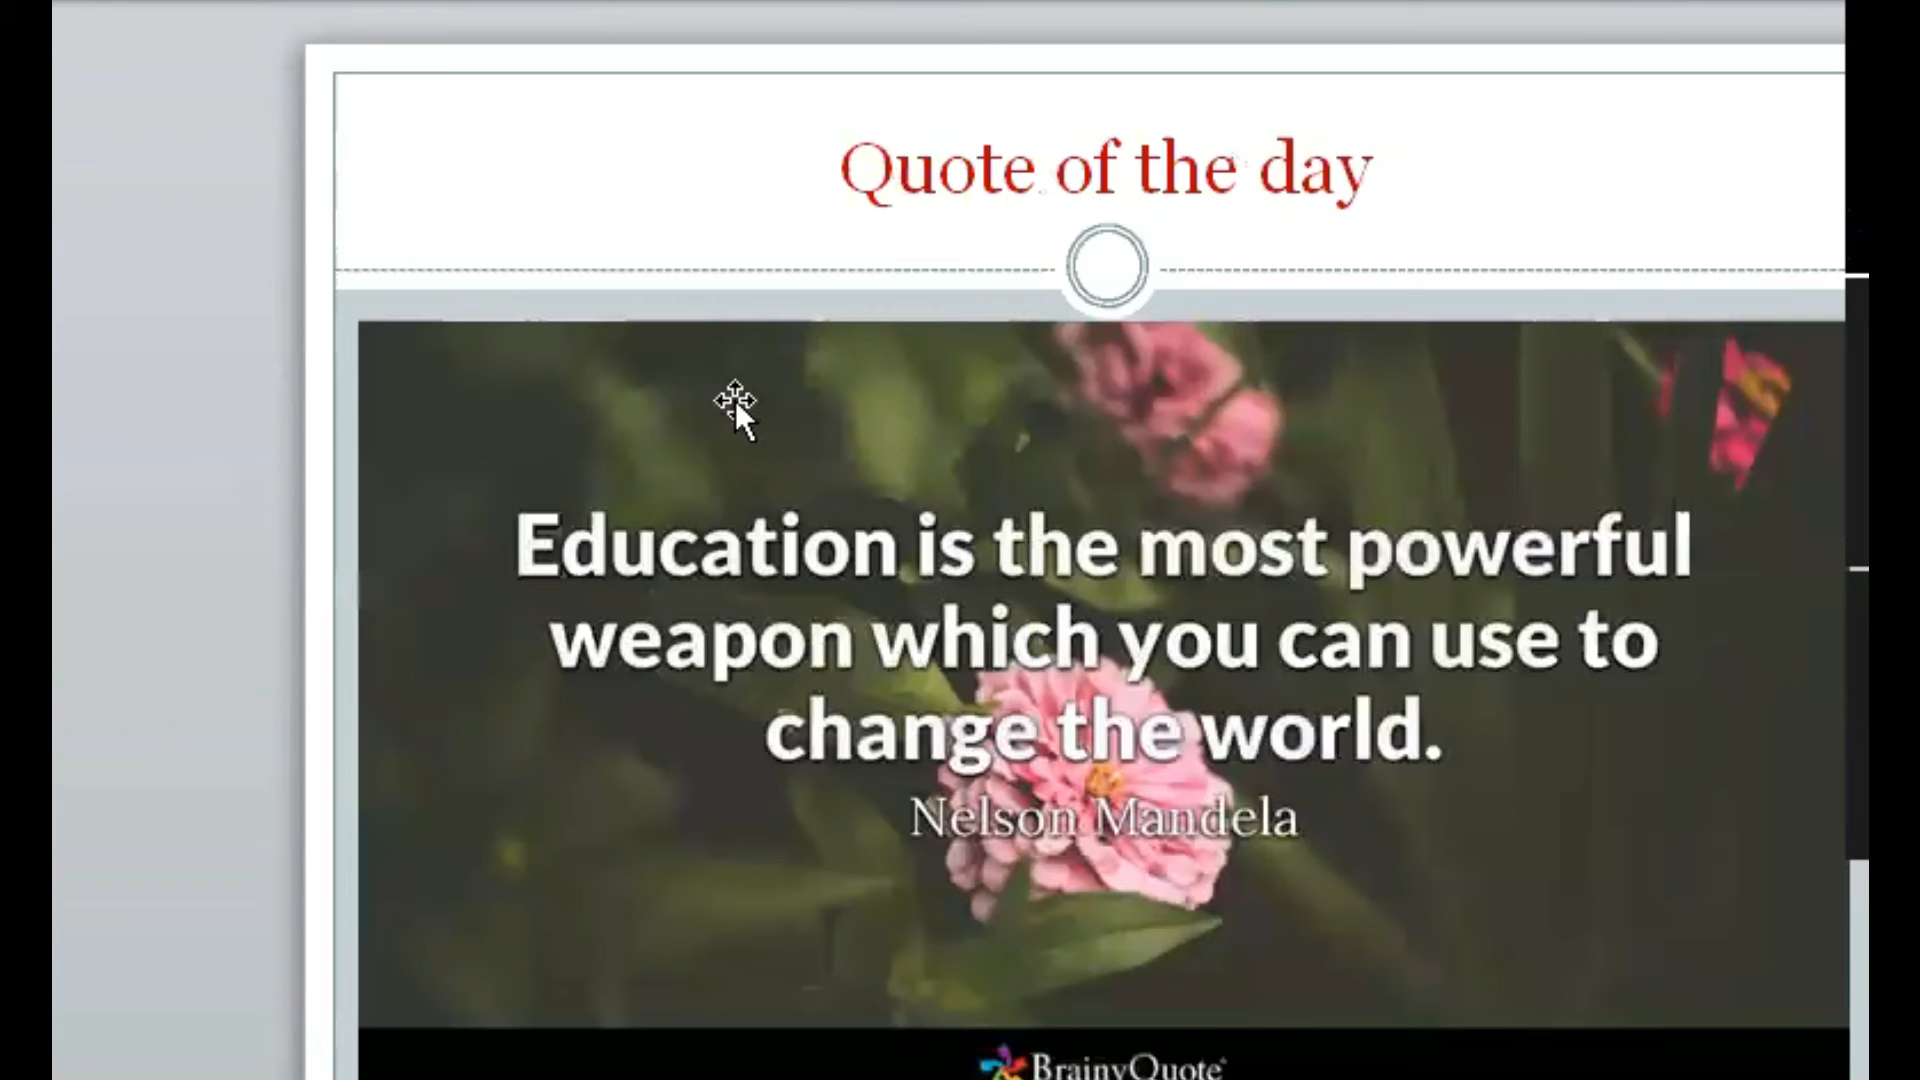 Quote of the day
Education is the most powerful
weapon which you can use to
change the world.
Nelson Mandela
BrainyQuote®